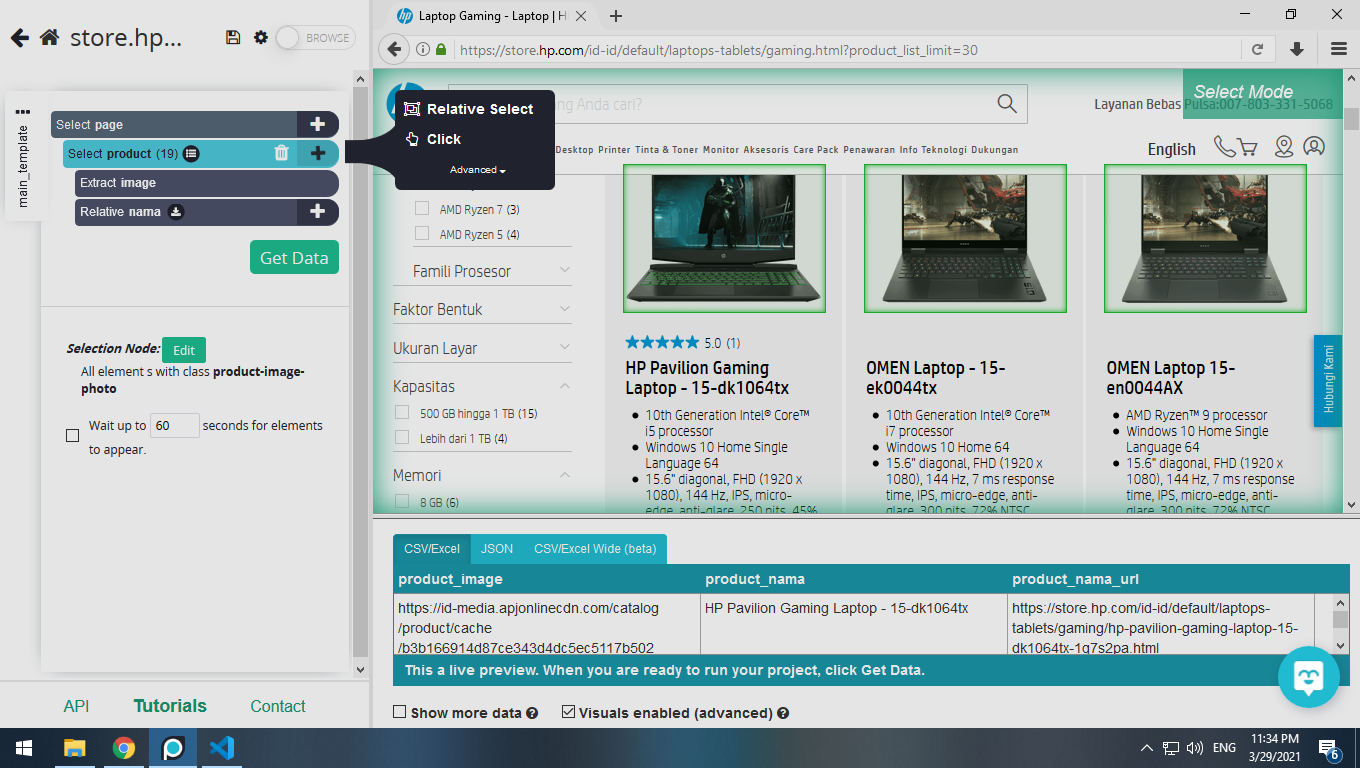 store.hp...
BROWSE
main_template
Select page
Select product (19)
Extract image
Relative nama
Get Data
Selection Node:
Edit
All element s with class product-image-
photo
Wait up to 60 seconds for elements
to appear.
API
Tutorials
Contact
Relative Select
Click
Advanced
Laptop Gaming - Laptop | H
https://store.hp.com/id-id/default/laptops-tablets/gaming.html?product_list_limit=30
Select Mode
ng Anda cari?
Layanan Bebas Pulsa:007-803-331-5068
Desktop Printer Tinta & Toner Monitor Aksesoris Care Pack Penawaran Info Teknologi Dukungan
English
AMD Ryzen 7 (3)
AMD Ryzen 5 (4)
Famili Prosesor
Faktor Bentuk
Ukuran Layar
Kapasitas
500 GB hingga 1 TB (15)
Lebih dari 1 TB (4)
Memori
8 GB (6)
5.0 (1)
HP Pavilion Gaming
Laptop - 15-dk1064tx
10th Generation Intel® Core™
i5 processor
Windows 10 Home Single
Language 64
15.6" diagonal, FHD (1920 x
1080), 144 Hz, IPS, micro-
edge, anti-glare, 250 nits, 45%
OMEN Laptop - 15-
ek0044tx
10th Generation Intel® Core™
i7 processor
Windows 10 Home 64
15.6" diagonal, FHD (1920 x
1080), 144 Hz, 7 ms response
time, IPS, micro-edge, anti-
glare, 300 nits, 72% NTSC
OMEN Laptop 15-
en0044AX
AMD Ryzen™ 9 processor
Windows 10 Home Single
Language 64
15.6" diagonal, FHD (1920 x
1080), 144 Hz, 7 ms response
time, IPS, micro-edge, anti-
glare, 300 nits, 72% NTSC
Hubungi Kami
CSV/Excel
JSON
CSV/Excel Wide (beta)
product_image
product_name
product_nama_url
https://id-media.apjonlinecdn.com/catalog
/product/cache
/b3b166914d87ce343d4dc5ec5117b502
HP Pavilion Gaming Laptop - 15-dk1064tx
https://store.hp.com/id-id/default/laptops-
tablets/gaming/hp-pavilion-gaming-laptop-15-
dk1064tx-1g7s2pa.html
This a live preview. When you are ready to run your project, click Get Data.
Show more data
Visuals enabled (advanced)
ENG
11:34 PM
3/29/2021
6